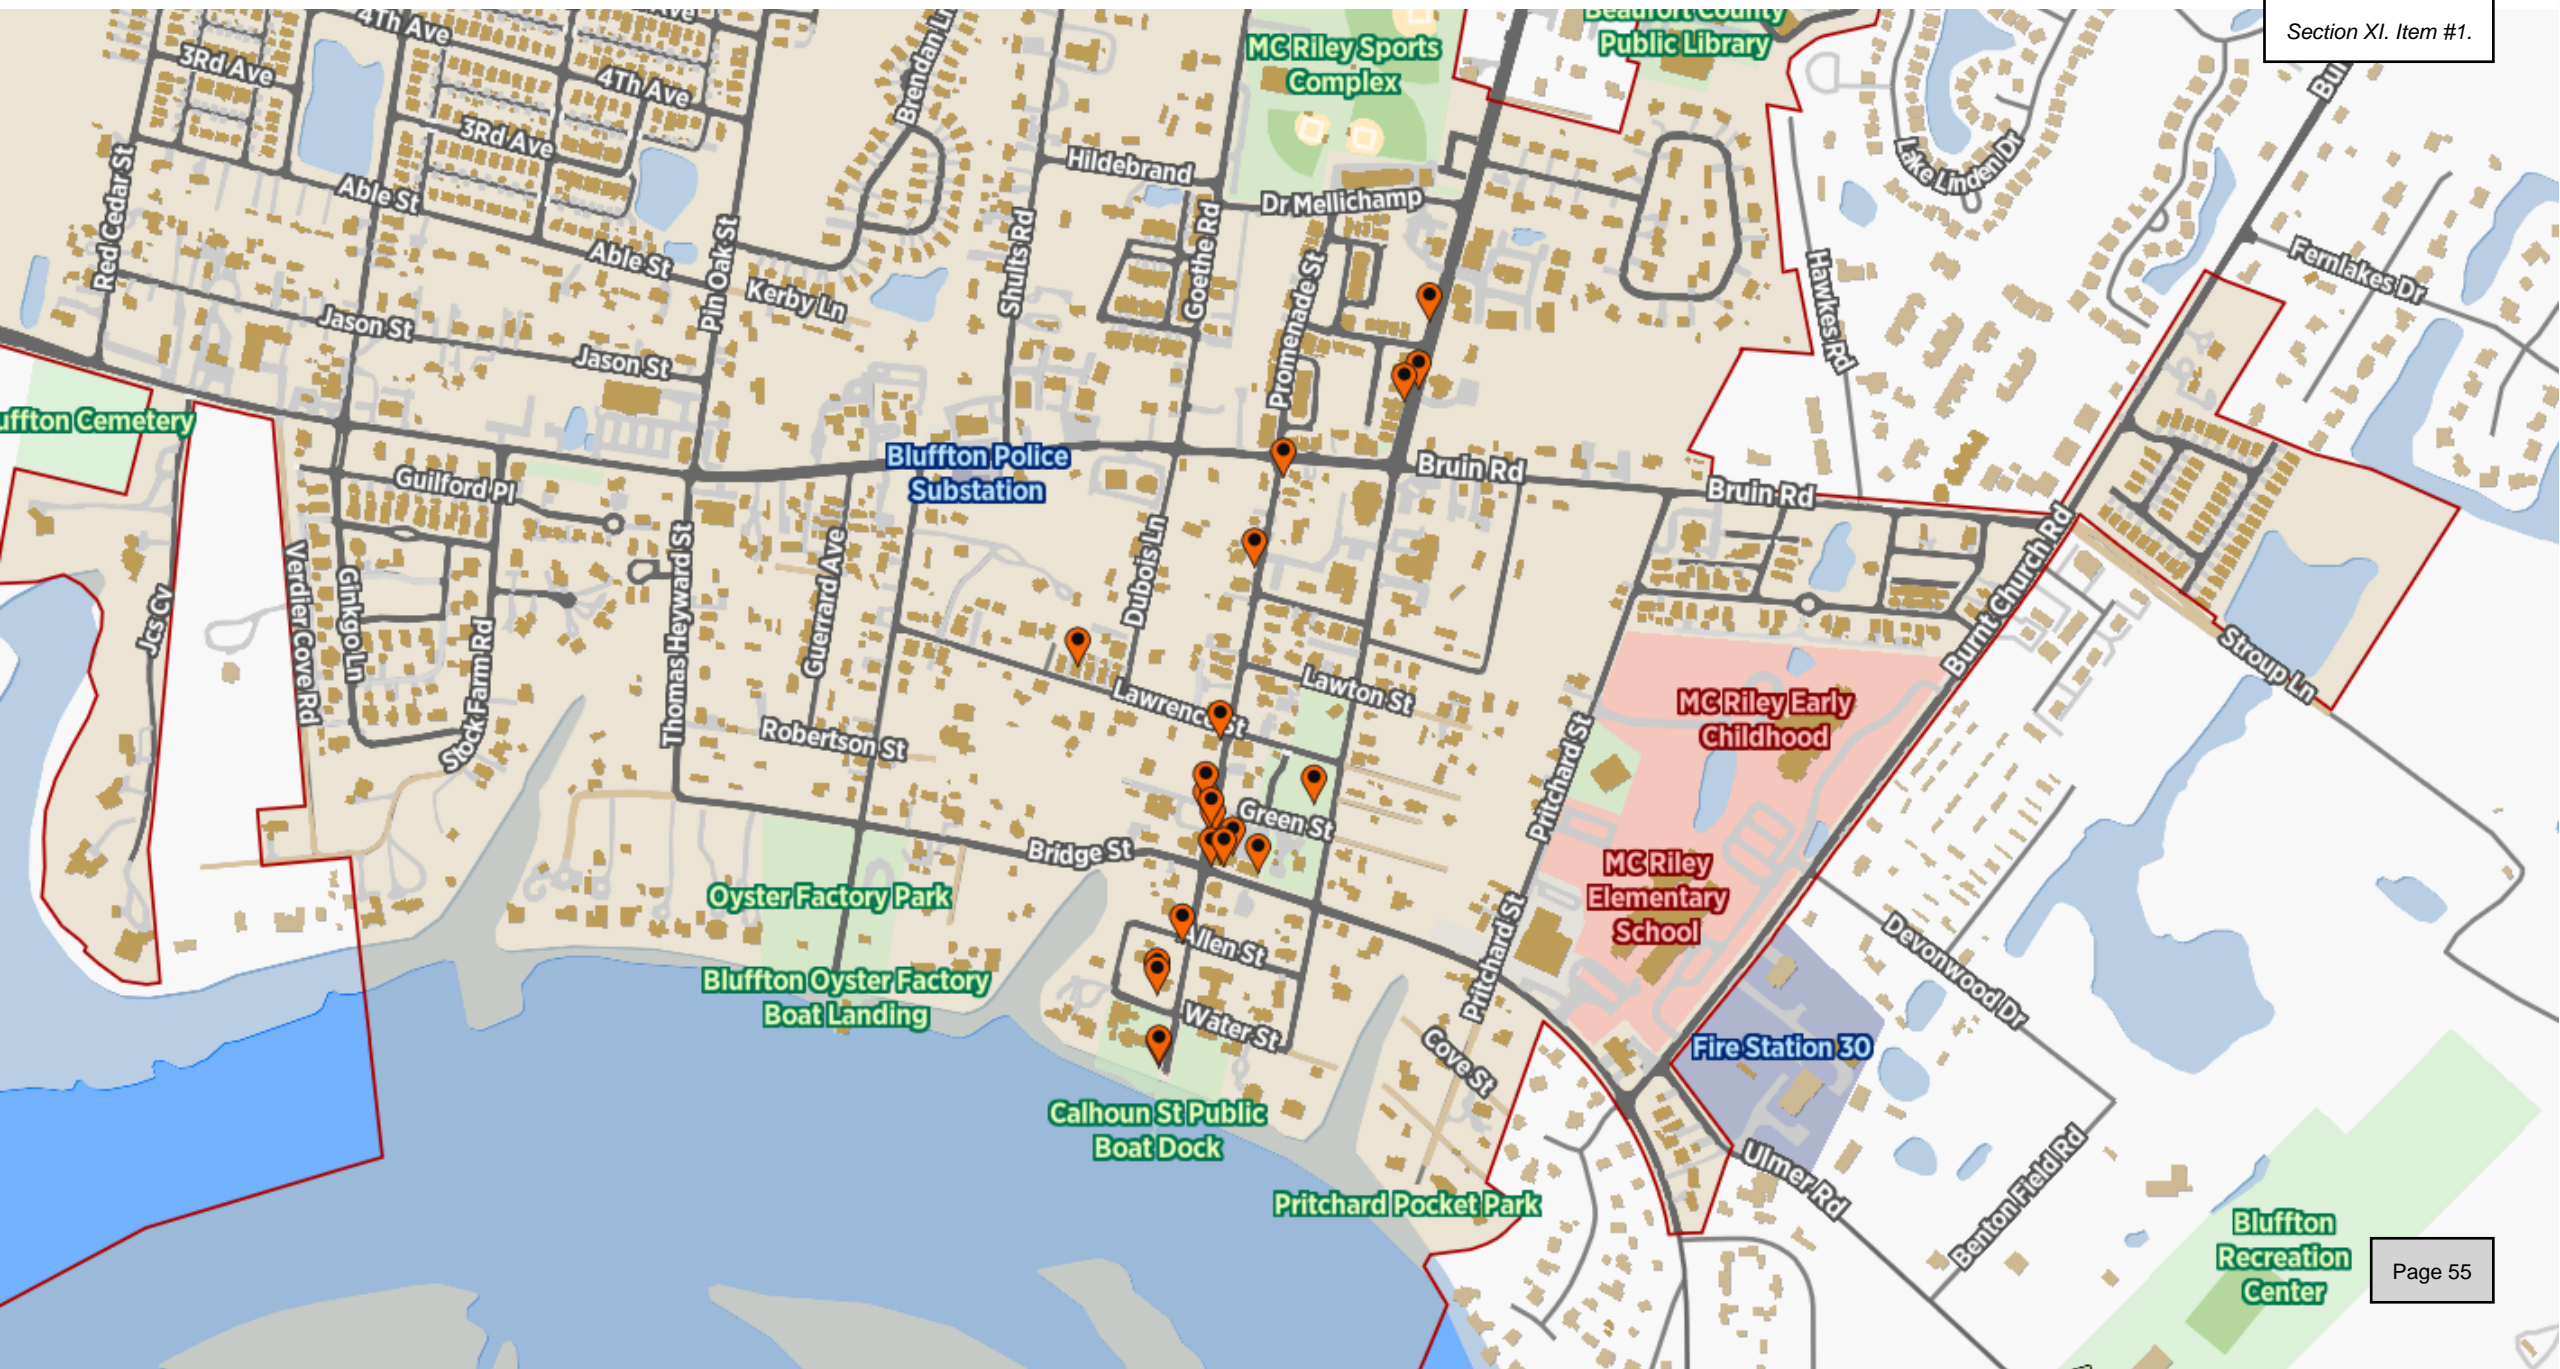 Section XI. Item #1.
4Th Ave
Ave
Brendan Ln
MC Riley Sports
Complex
Beaufort County
Public Library
3Rd Ave
4Th Ave
3Rd Ave
Lake Linden Dr
Red Cedar St
Able St
Able St
Pin Oak St
Kerby Ln
Shults Rd
Hildebrand
Goethe Rd
Dr Mellichamp
Promenade St
Hawkes Rd
Fernlakes Dr
Jason St
Jason St
uffton Cemetery
Bluffton Police
Substation
Bruin Rd
Bruin Rd
Guilford Pl
Jcs Cv
Verdier Cove Rd
Ginkgo Ln
Stock Farm Rd
Thomas Heyward St
Guerrard Ave
Dubois Ln
Burnt Church Rd
Stroup Ln
Lawrence St
Lawton St
Robertson St
Pritchard St
MC Riley Early
Childhood
Green St
Bridge St
MC Riley
Elementary
School
Oyster Factory Park
Pritchard St
Allen St
Devonwood Dr
Bluffton Oyster Factory
Boat Landing
Water St
Cove St
Fire Station 30
Calhoun St Public
Boat Dock
Ulmer Rd
Benton Field Rd
Pritchard Pocket Park
Bluffton
Recreation
Center
Page 55